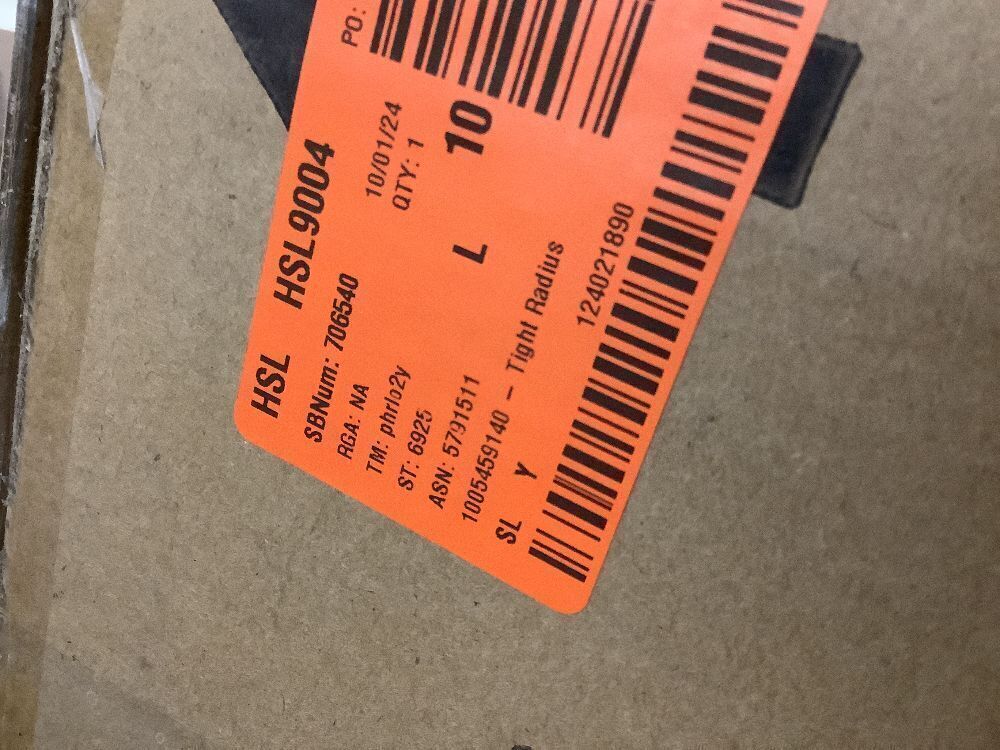 HSL HSL9004
SBNum: 706540
RGA: NA 10/01/24
TM: phrlo2y QTY: 1
ST: 6925
ASN: 5791511 L 10
1005459140 – Tight Radius
SL Y 124021890
PO: